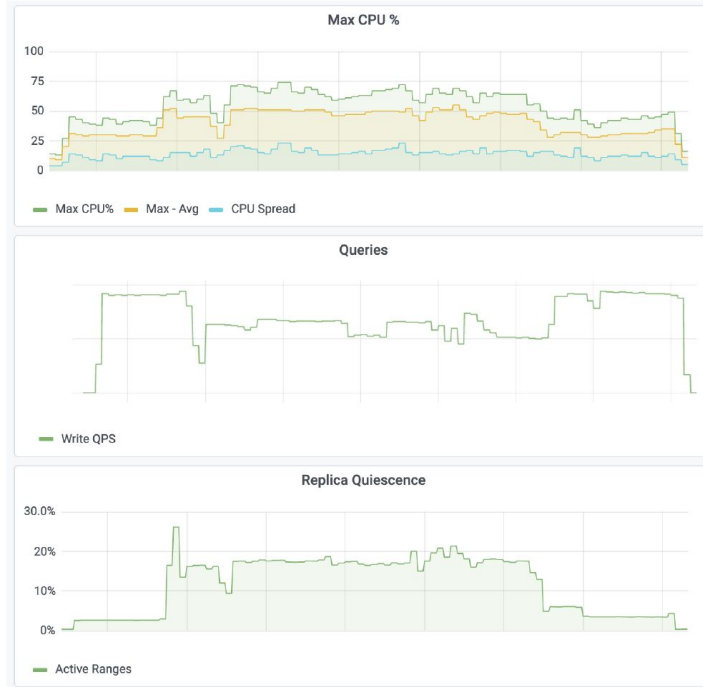 Max CPU %
100
75
50
25
0
Max CPU% Max - Avg CPU Spread
Queries
Write QPS
Replica Quiescence
30.0%
20%
10%
0%
Active Ranges